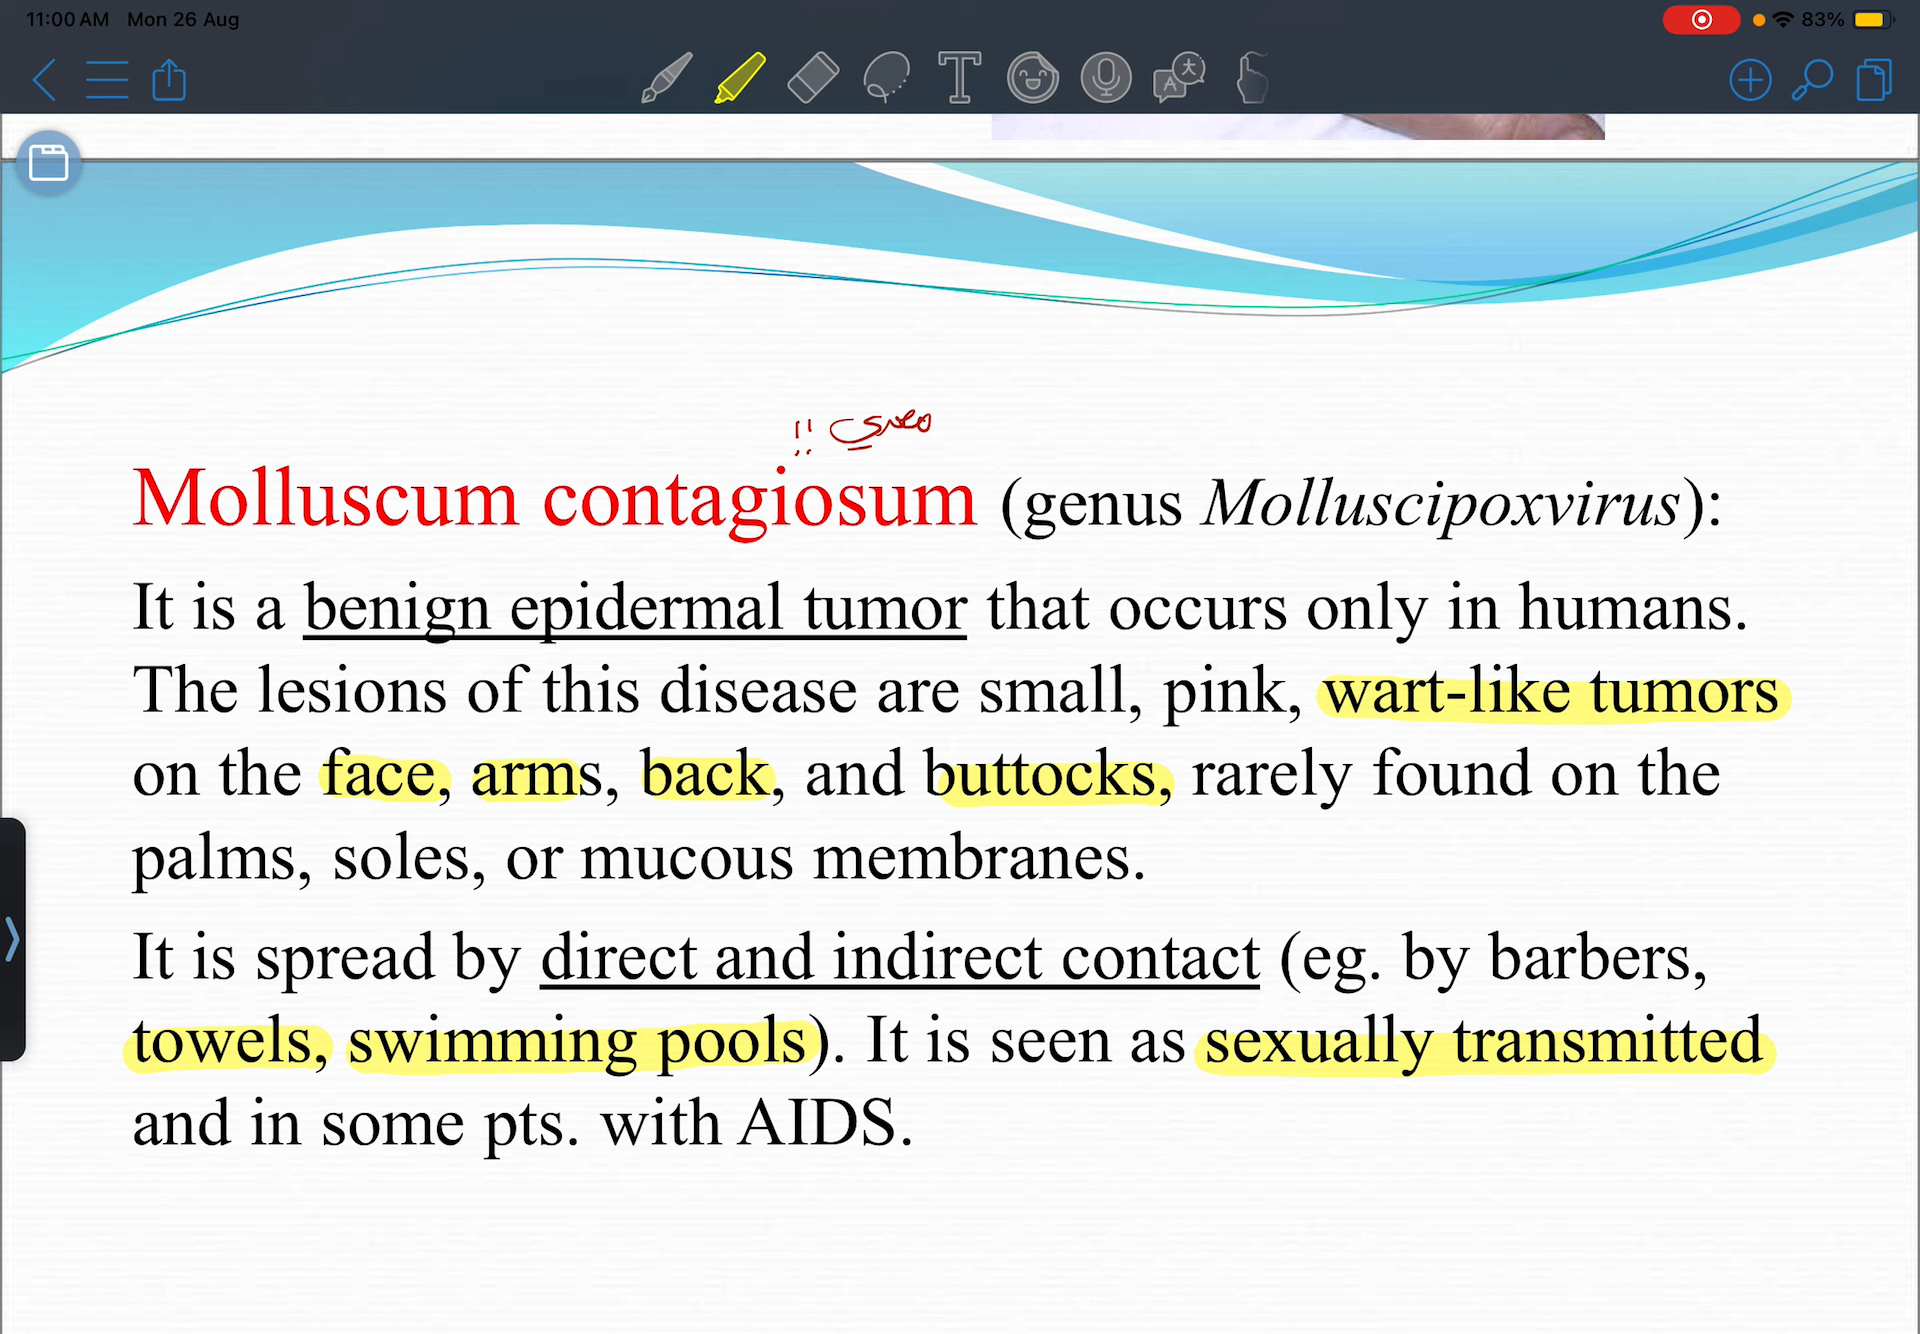 11:00 AM Mon 26 Aug
83%
معدي !!
Molluscum contagiosum (genus Molluscipoxvirus):
It is a benign epidermal tumor that occurs only in humans.
The lesions of this disease are small, pink, wart-like tumors
on the face, arms, back, and buttocks, rarely found on the
palms, soles, or mucous membranes.
It is spread by direct and indirect contact (eg. by barbers,
towels, swimming pools). It is seen as sexually transmitted
and in some pts. with AIDS.